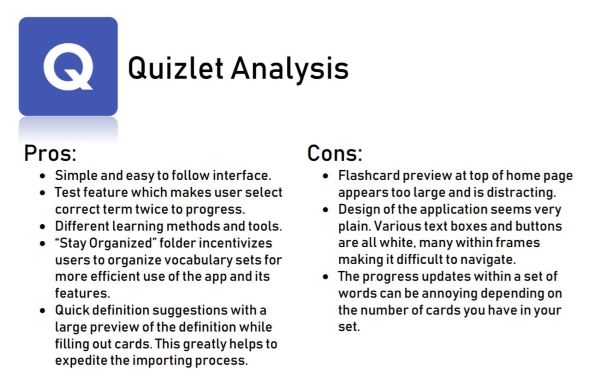 Q
Quizlet Analysis
Pros:
• Simple and easy to follow interface.
• Test feature which makes user select
correct term twice to progress.
• Different learning methods and tools.
• “Stay Organized” folder incentivizes
users to organize vocabulary sets for
more efficient use of the app and its
features.
• Quick definition suggestions with a
large preview of the definition while
filling out cards. This greatly helps to
expedite the importing process.
Cons:
• Flashcard preview at top of home page
appears too large and is distracting.
• Design of the application seems very
plain. Various text boxes and buttons
are all white, many within frames
making it difficult to navigate.
• The progress updates within a set of
words can be annoying depending on
the number of cards you have in your
set.